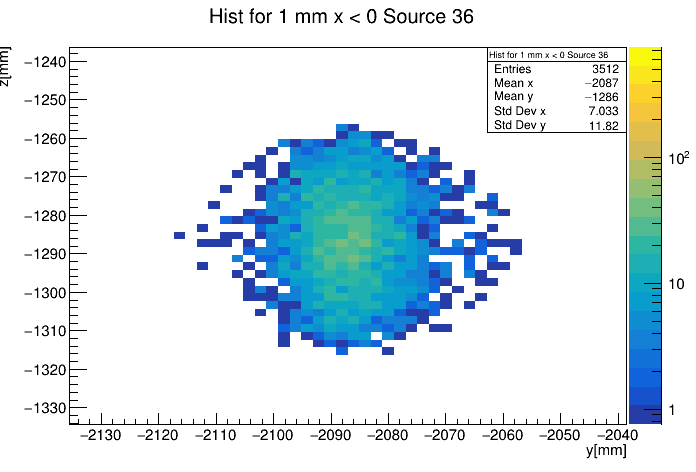 Hist for 1 mm x < 0 Source 36
z[mm]
Hist for 1 mm x < 0 Source 36
Entries 3512
Mean x −2087
Mean y −1286
Std Dev x 7.033
Std Dev y 11.82
−1240
−1250
−1260
−1270
−1280
−1290
−1300
−1310
−1320
−1330
10²
10
1
−2130 −2120 −2110 −2100 −2090 −2080 −2070 −2060 −2050 −2040
y[mm]